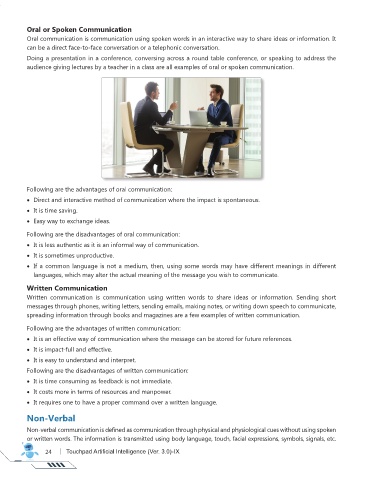 Oral or Spoken Communication
Oral communication is communication using spoken words in an interactive way to share ideas or information. It
can be a direct face-to-face conversation or a telephonic conversation.
Doing a presentation in a conference, conversing across a round table conference, or speaking to address the
audience giving lectures by a teacher in a class are all examples of oral or spoken communication.
Following are the advantages of oral communication:
• Direct and interactive method of communication where the impact is spontaneous.
• It is time saving.
• Easy way to exchange ideas.
Following are the disadvantages of oral communication:
• It is less authentic as it is an informal way of communication.
• It is sometimes unproductive.
• If a common language is not a medium, then, using some words may have different meanings in different
languages, which may alter the actual meaning of the message you wish to communicate.
Written Communication
Written communication is communication using written words to share ideas or information. Sending short
messages through phones, writing letters, sending emails, making notes, or writing down speech to communicate,
spreading information through books and magazines are a few examples of written communication.
Following are the advantages of written communication:
• It is an effective way of communication where the message can be stored for future references.
• It is impact-full and effective.
• It is easy to understand and interpret.
Following are the disadvantages of written communication:
• It is time consuming as feedback is not immediate.
• It costs more in terms of resources and manpower.
• It requires one to have a proper command over a written language.
Non-Verbal
Non-verbal communication is defined as communication through physical and physiological cues without using spoken
or written words. The information is transmitted using body language, touch, facial expressions, symbols, signals, etc.
24 | Touchpad Artificial Intelligence (Ver. 3.0)-IX